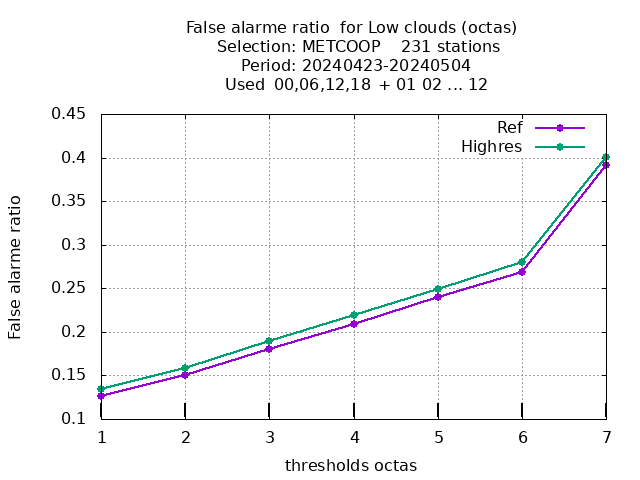 False alarme ratio  for Low clouds (octas)
Selection: METCOOP    231 stations
Period: 20240423-20240504
Used  00,06,12,18  + 01 02 ... 12
Ref
Highres
False alarme ratio
0.45
0.4
0.35
0.3
0.25
0.2
0.15
0.1
1 2 3 4 5 6 7
thresholds octas